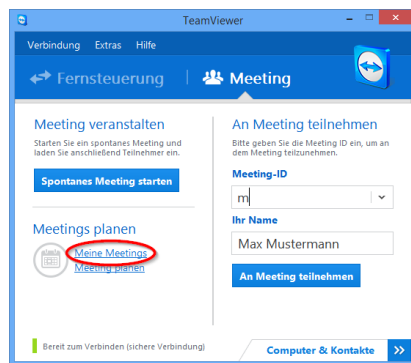 TeamViewer
Verbindung Extras Hilfe
Fernsteuerung
Meeting
Meeting veranstalten
Starten Sie ein spontanes Meeting und
laden Sie anschließend Teilnehmer ein.
Spontanes Meeting starten
Meetings planen
Meine Meetings
Meeting planen
An Meeting teilnehmen
Bitte geben Sie die Meeting ID ein, um an
dem Meeting teilzunehmen.
Meeting-ID
m
Ihr Name
Max Mustermann
An Meeting teilnehmen
Bereit zum Verbinden (sichere Verbindung)
Computer & Kontakte